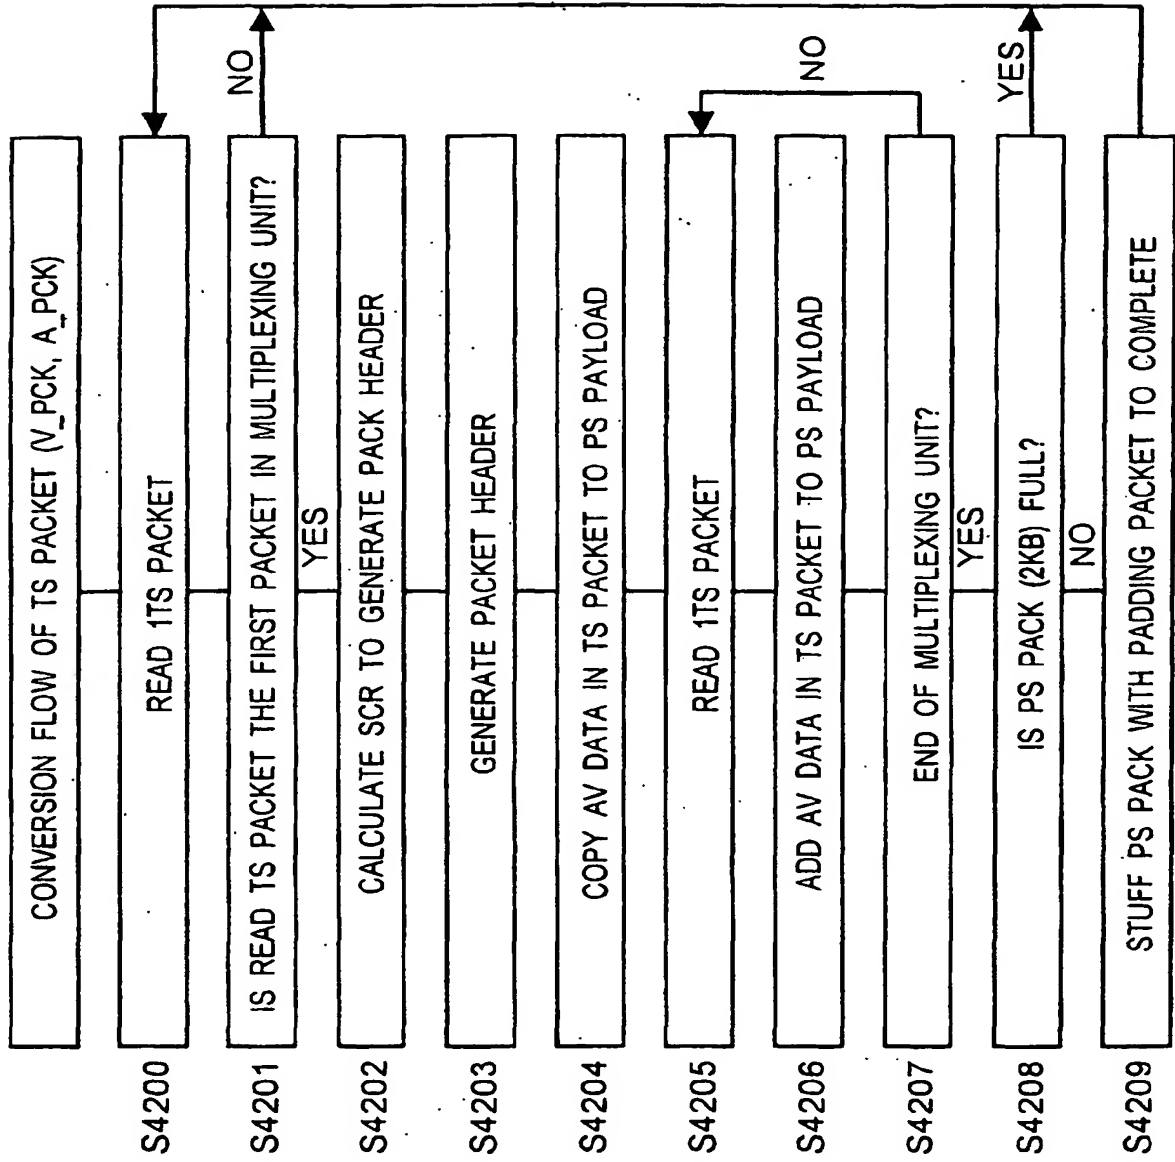 CONVERSION FLOW OF TS PACKET (V_PCK, A_PCK)
S4200
READ 1TS PACKET
S4201
IS READ TS PACKET THE FIRST PACKET IN MULTIPLEXING UNIT?
NO
YES
S4202
CALCULATE SCR TO GENERATE PACK HEADER
S4203
GENERATE PACKET HEADER
S4204
COPY AV DATA IN TS PACKET TO PS PAYLOAD
S4205
READ 1TS PACKET
S4206
ADD AV DATA IN TS PACKET TO PS PAYLOAD
NO
S4207
END OF MULTIPLEXING UNIT?
YES
S4208
IS PS PACK (2KB) FULL?
YES
NO
S4209
STUFF PS PACK WITH PADDING PACKET TO COMPLETE